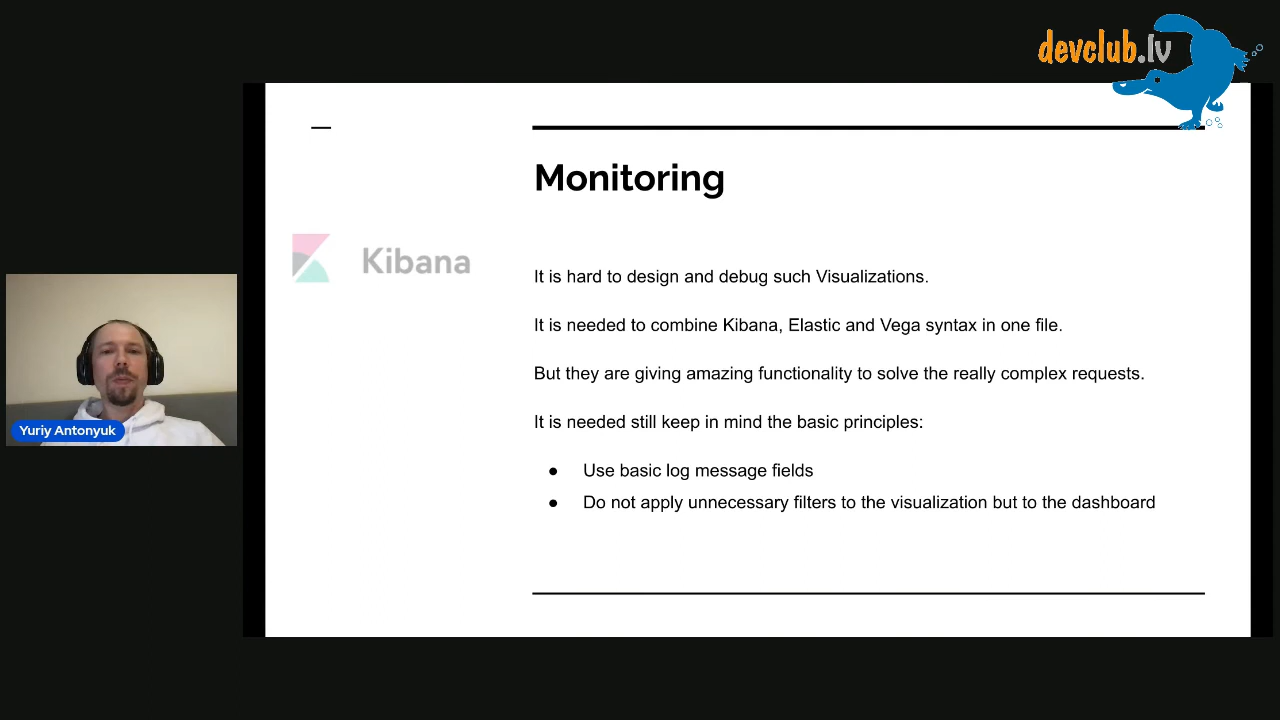 devclub.lv
Monitoring
Kibana
It is hard to design and debug such Visualizations.
It is needed to combine Kibana, Elastic and Vega syntax in one file.
But they are giving amazing functionality to solve the really complex requests.
It is needed still keep in mind the basic principles:
● Use basic log message fields
● Do not apply unnecessary filters to the visualization but to the dashboard
Yuriy Antonyuk